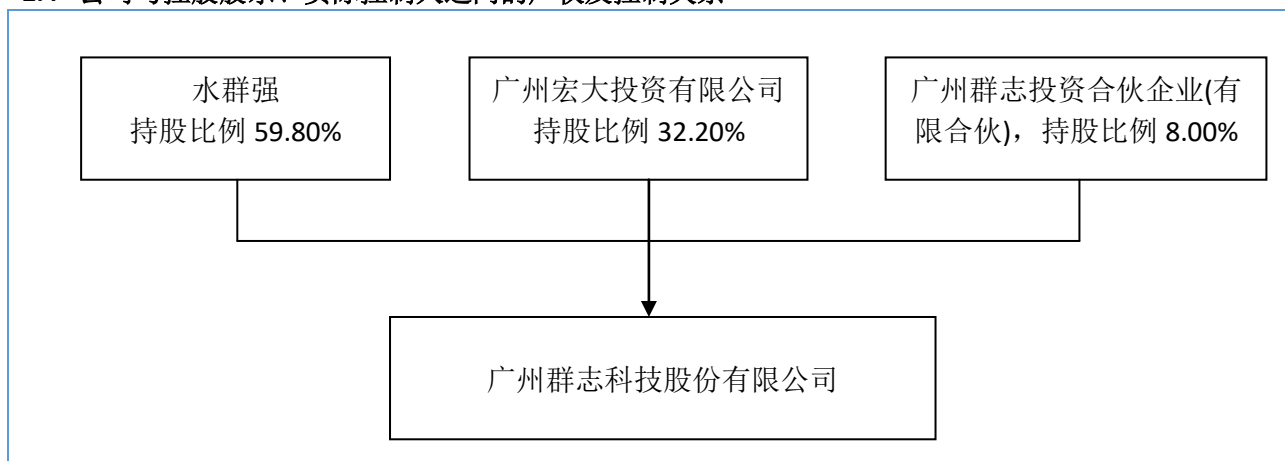 水群强
持股比例 59.80%
广州宏大投资有限公司
持股比例 32.20%
广州群志投资合伙企业(有
限合伙)，持股比例 8.00%
广州群志科技股份有限公司